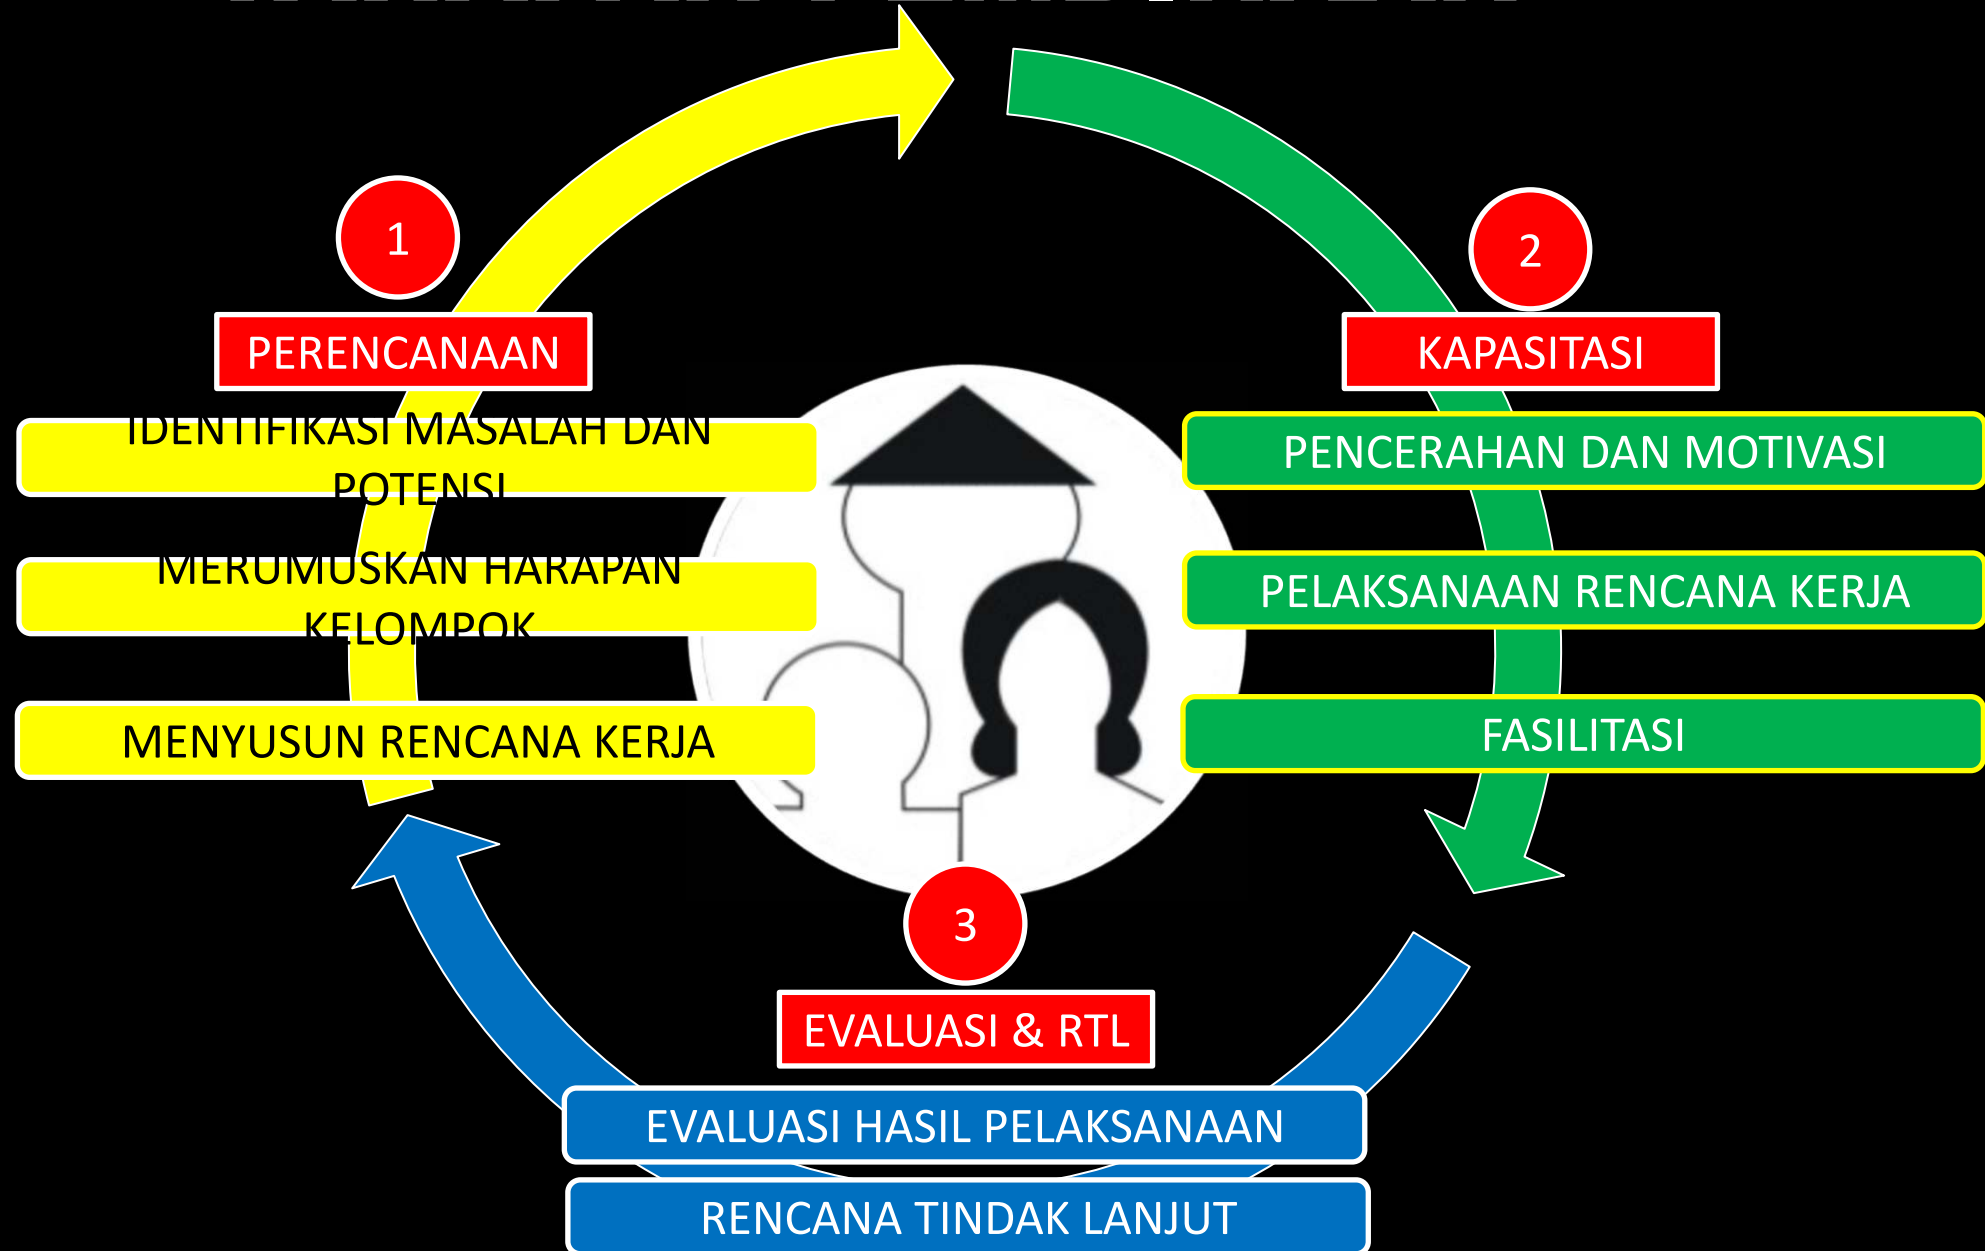 1
PERENCANAAN
IDENTIFIKASI MASALAH DAN
POTENSI
MERUMUSKAN HARAPAN
KELOMPOK
MENYUSUN RENCANA KERJA
2
KAPASITASI
PENCERAHAN DAN MOTIVASI
PELAKSANAAN RENCANA KERJA
FASILITASI
3
EVALUASI & RTL
EVALUASI HASIL PELAKSANAAN
RENCANA TINDAK LANJUT